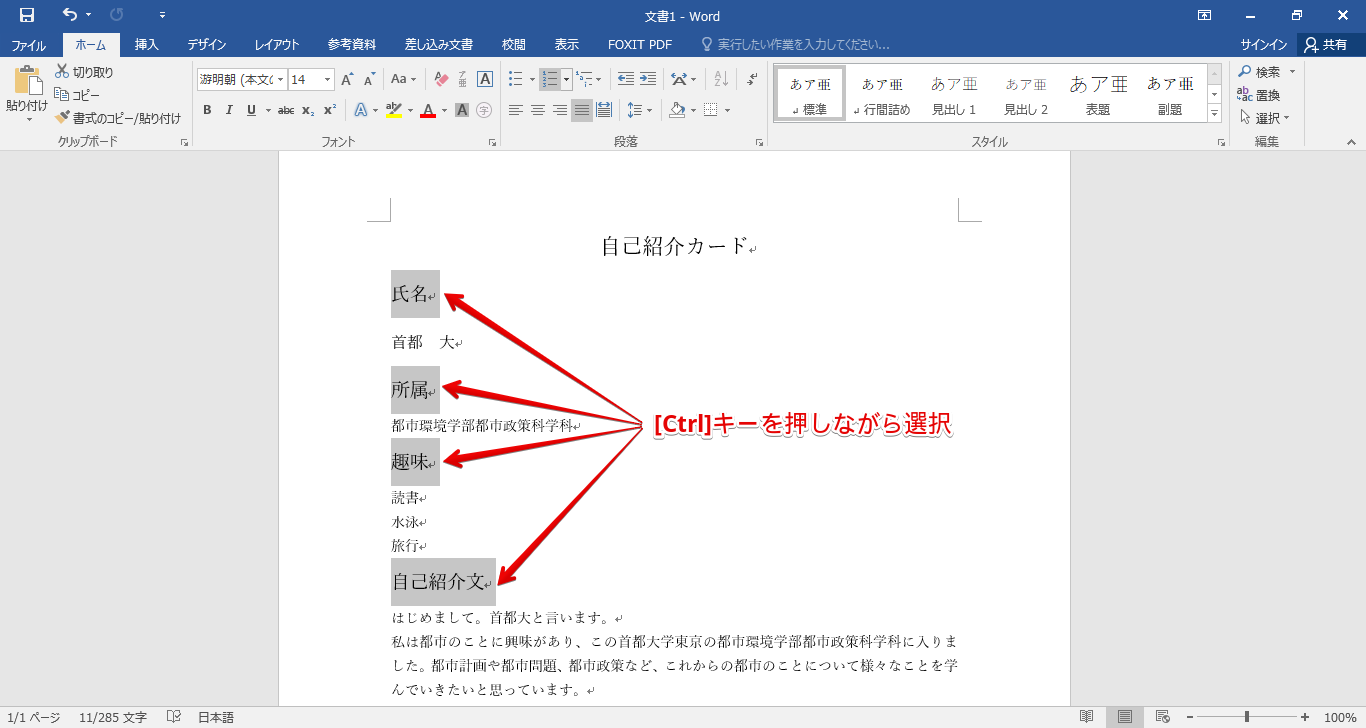 文書1 - Word
ファイル ホーム 挿入 デザイン レイアウト 参考資料 差し込み文書 校閲 表示 FOXIT PDF 実行したい作業を入力してください... サインイン 共有
貼り付け
切り取り
コピー
書式のコピー/貼り付け
クリップボード
游明朝 (本文の 14
Aa
B I U abc x₂ x²
フォント
段落
あア亜 あア亜 あア亜 あア亜 あア亜 あア亜
標準 行間詰め 見出し 1 見出し 2 表題 副題
スタイル
検索
置換
選択
編集
自己紹介カード
氏名
首都　大
所属
都市環境学部都市政策科学科
[Ctrl]キーを押しながら選択
趣味
読書
水泳
旅行
自己紹介文
はじめまして。首都大と言います。
私は都市のことに興味があり、この首都大学東京の都市環境学部都市政策科学科に入りま
した。都市計画や都市問題、都市政策など、これからの都市のことについて様々なことを学
んでいきたいと思っています。
1/1 ページ 11/285 文字 日本語 100%